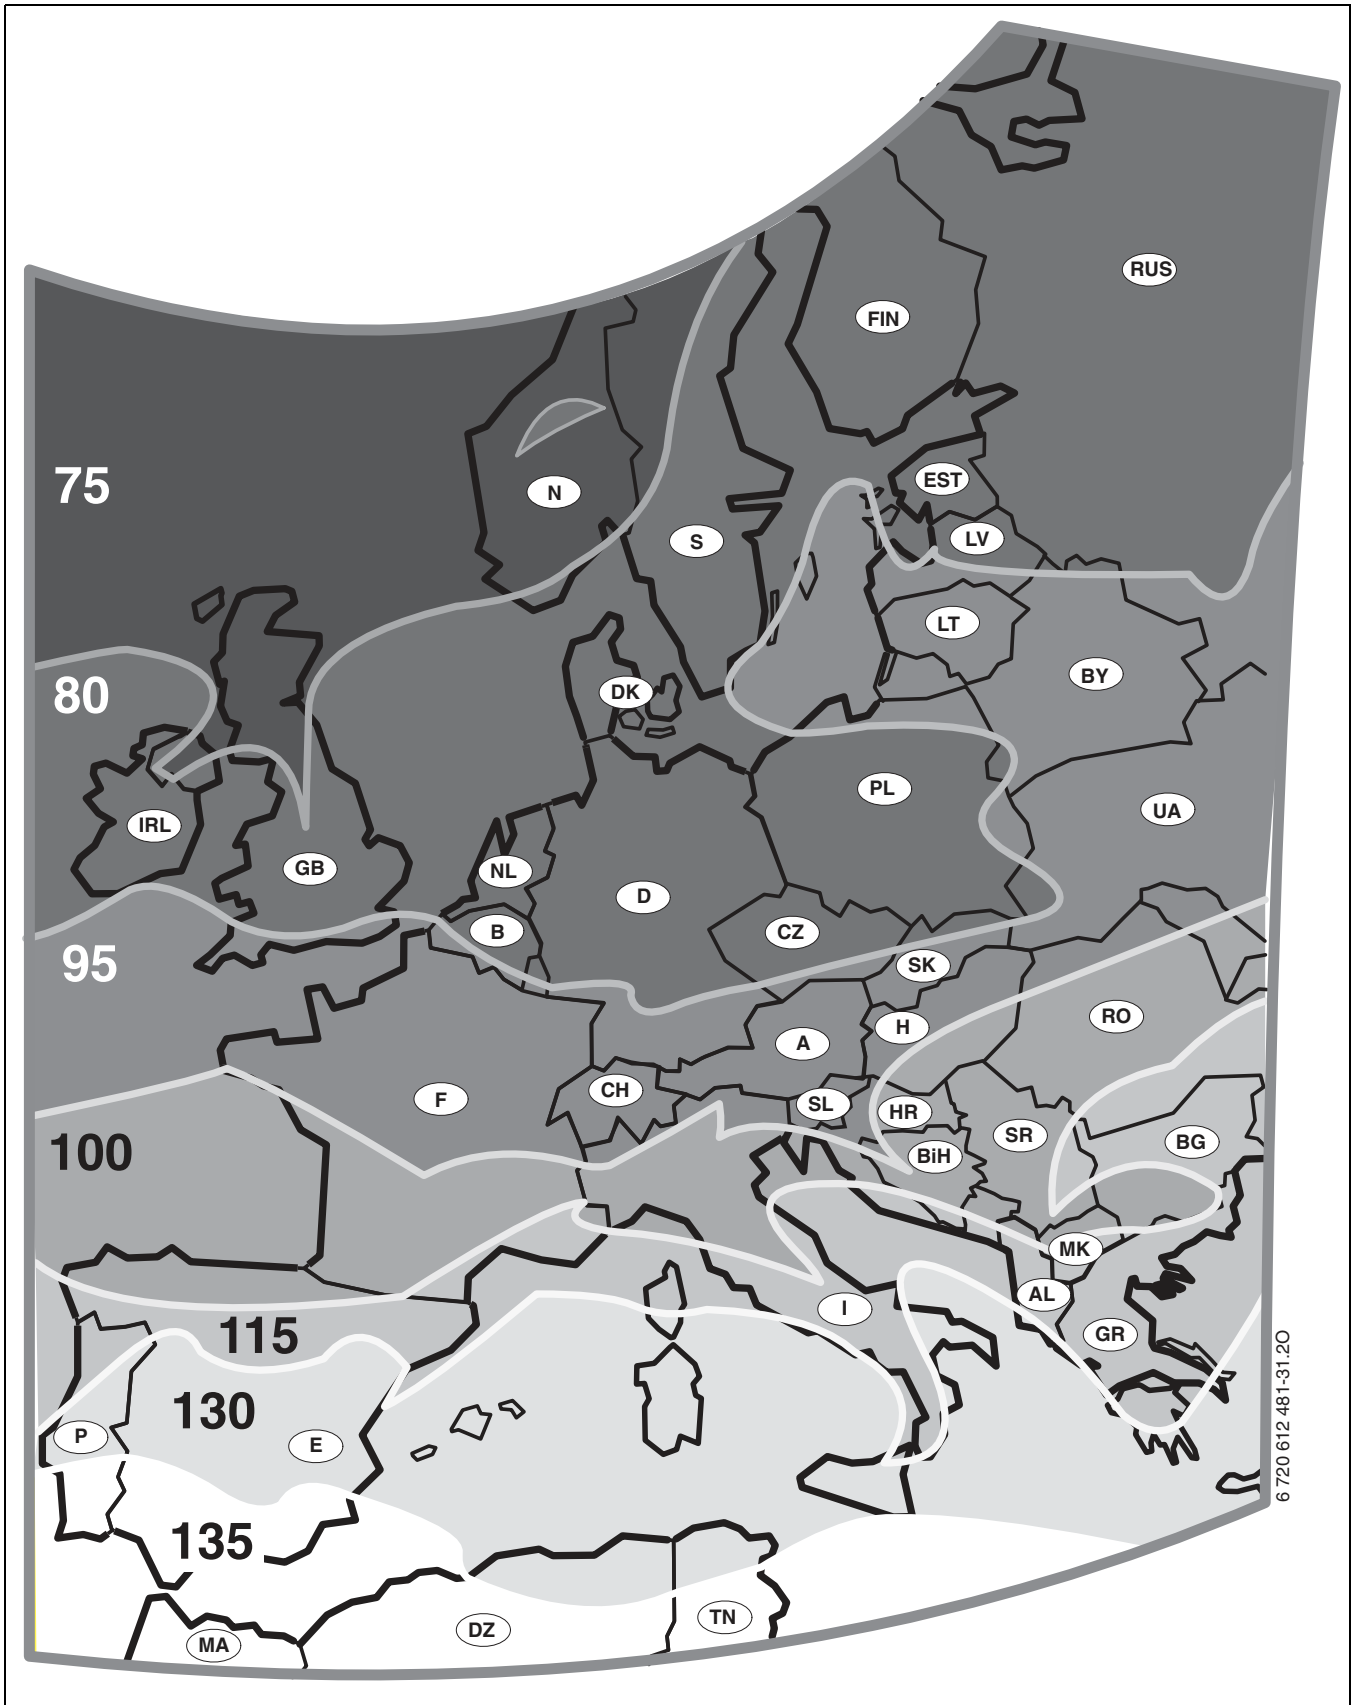 RUS
FIN
75
EST
N
LV
S
LT
BY
80
DK
PL
UA
IRL
GB
NL
D
B
CZ
95
SK
RO
H
A
CH
F
SL
HR
SR
BG
100
BiH
MK
AL
I
115
GR
130
P
E
135
TN
DZ
MA
6 720 612 481-31.2O